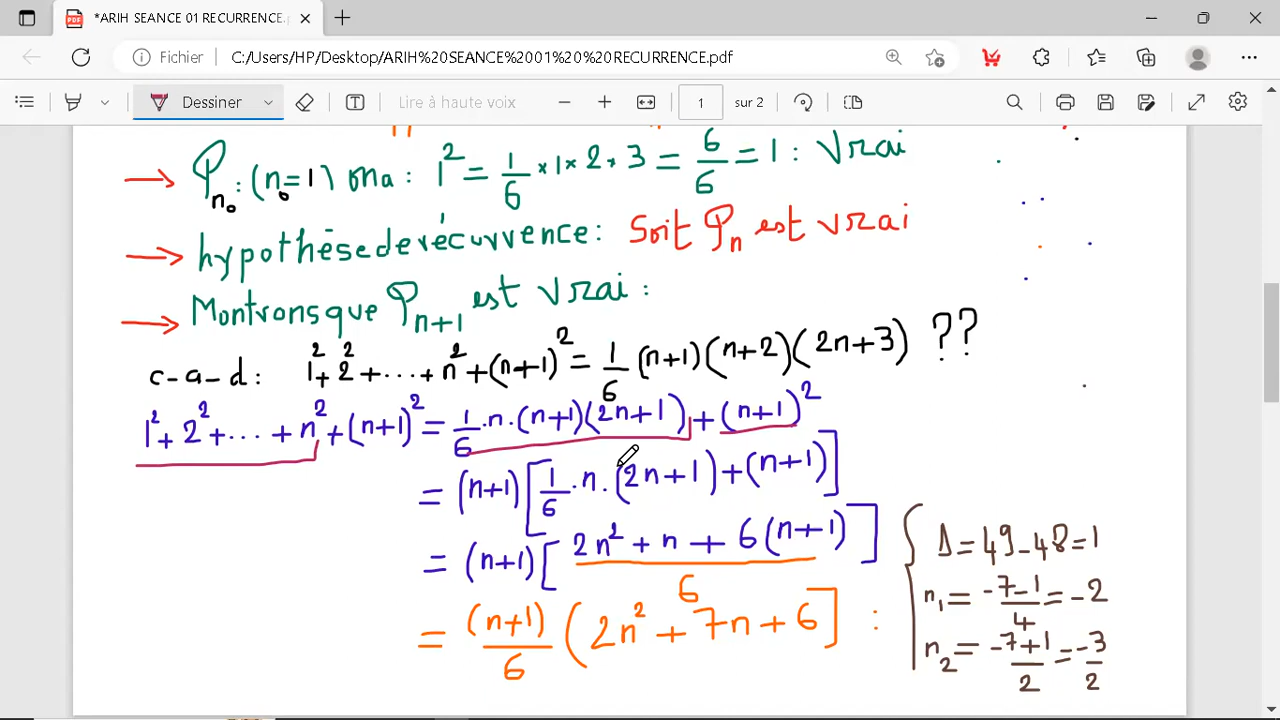 *ARIH SEANCE 01 RECURRENCE.
Fichier C:/Users/HP/Desktop/ARIH%20SEANCE%2001%20%20RECURRENCE.pdf
Dessiner Lire à haute voix 1 sur 2
→ P_{n₀}: (n₀=1) ona: 1² = 1/6 × 1 × 2 × 3 = 6/6 = 1 : Vrai
→ hypothèse de récurrence: Soit P_n est vrai
→ Montrons que P_{n+1} est vrai :
c-a-d: 1² + 2² + ... + n² + (n+1)² = 1/6 (n+1)(n+2)(2n+3) ??
1² + 2² + ... + n² + (n+1)² = 1/6 · n · (n+1)(2n+1) + (n+1)²
= (n+1) [1/6 · n · (2n+1) + (n+1)]
= (n+1) [ (2n² + n + 6(n+1)) / 6 ]
= (n+1)/6 (2n² + 7n + 6] :
{ Δ = 49 - 48 = 1
n₁ = (-7-1)/4 = -2
n₂ = (-7+1)/2 = -3/2